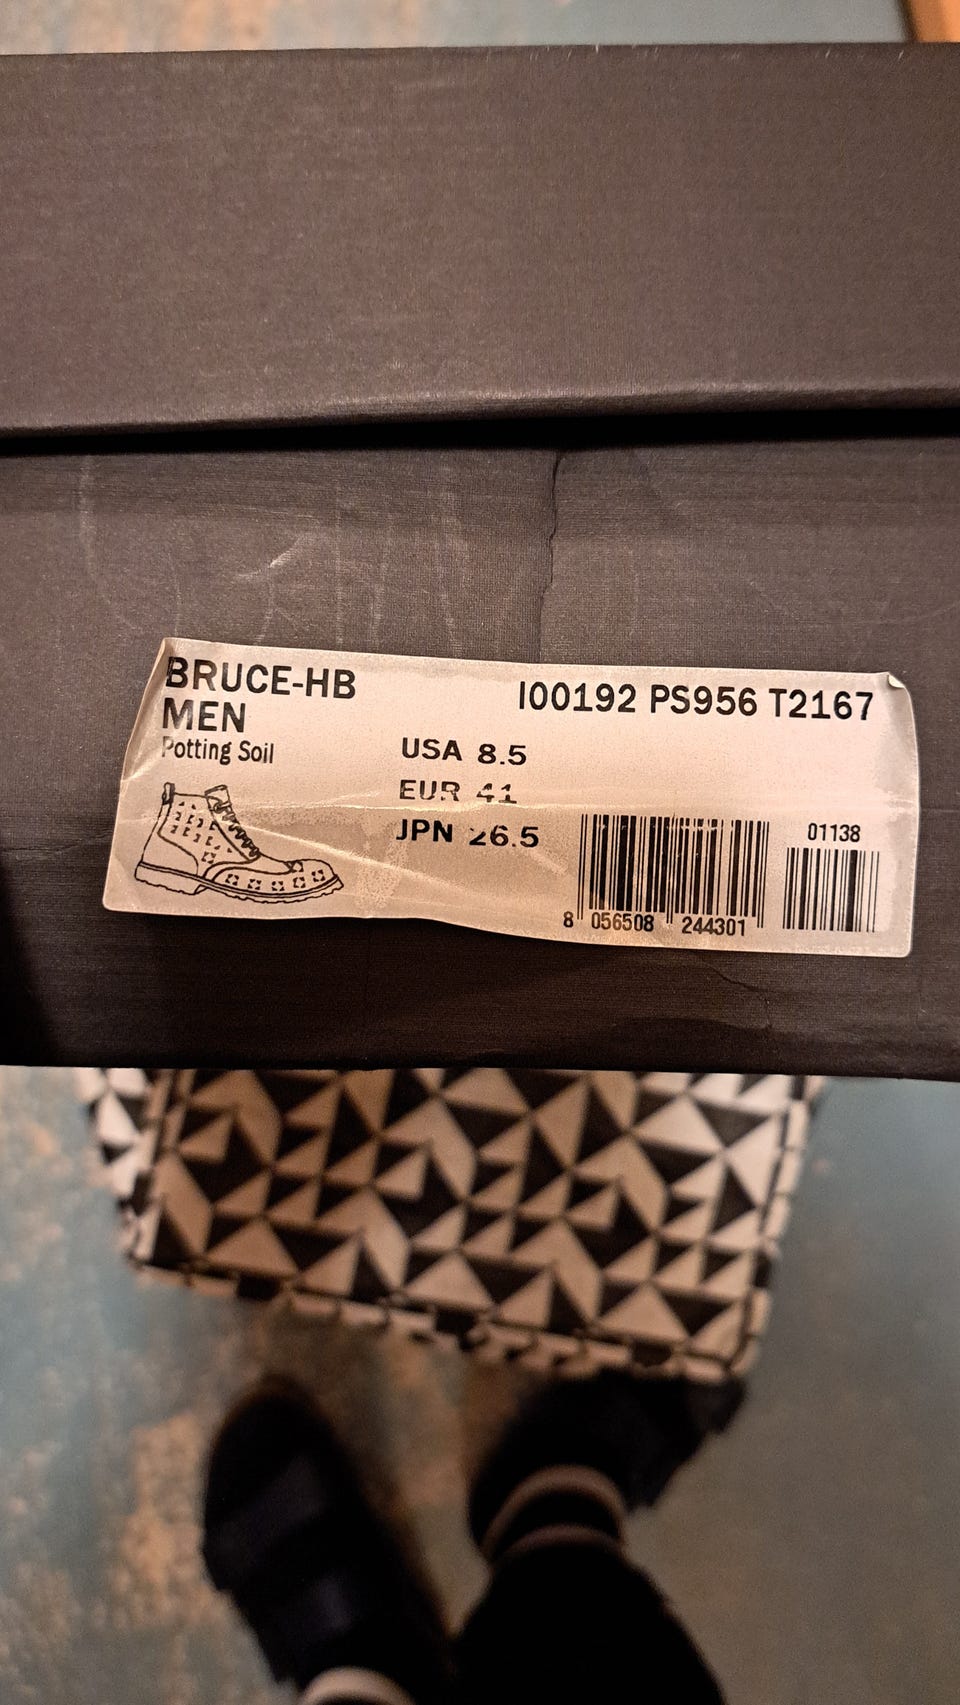 BRUCE-HB
MEN
Potting Soil
I00192 PS956 T2167
USA 8.5
EUR 41
JPN 26.5
01138
8 056508 244301